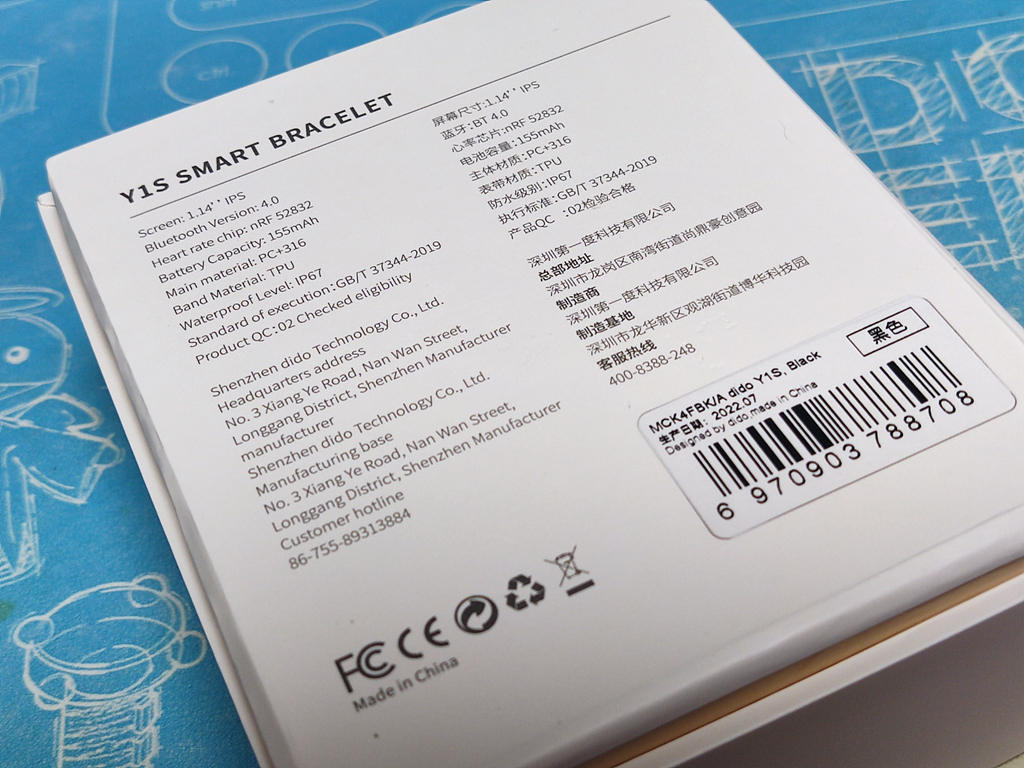 Y1S SMART BRACELET
Screen: 1.14'' IPS
Bluetooth Version: 4.0
Heart rate chip: nRF 52832
Battery Capacity: 155mAh
Main material: PC+316
Band Material: TPU
Waterproof Level: IP67
Standard of execution:GB/T 37344-2019
Product QC:02 Checked eligibility
Shenzhen dido Technology Co., Ltd.
Headquarters address
No. 3 Xiang Ye Road, Nan Wan Street,
Longgang District, Shenzhen Manufacturer
manufacturer
Shenzhen dido Technology Co., Ltd.
Manufacturing base
No. 3 Xiang Ye Road, Nan Wan Street,
Longgang District, Shenzhen Manufacturer
Customer hotline
86-755-89313884
屏幕尺寸:1.14'' IPS
蓝牙:BT 4.0
心率芯片:nRF 52832
电池容量:155mAh
主体材质:PC+316
表带材质:TPU
防水级别:IP67
执行标准:GB/T 37344-2019
产品QC :02检验合格
深圳第一度科技有限公司
总部地址
深圳市龙岗区南湾街道尚鼎豪创意园
制造商
深圳第一度科技有限公司
制造基地
深圳市龙华新区观湖街道博华科技园
客服热线
400-8388-248
黑色
MCK4FBK/A dido Y1S, Black
生产日期: 2022.07
Designed by dido,made in China
6 970903 788708
FC CE
Made in China